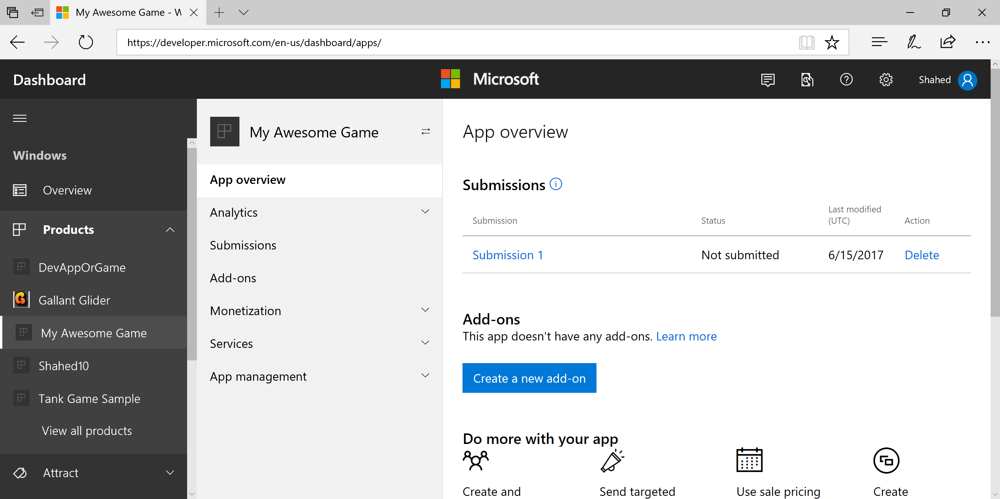 My Awesome Game - W
https://developer.microsoft.com/en-us/dashboard/apps/
Dashboard
Microsoft
Shahed
Windows
Overview
Products
DevAppOrGame
Gallant Glider
My Awesome Game
Shahed10
Tank Game Sample
View all products
Attract
My Awesome Game
App overview
Analytics
Submissions
Add-ons
Monetization
Services
App management
App overview
Submissions
Submission Status Last modified (UTC) Action
Submission 1 Not submitted 6/15/2017 Delete
Add-ons
This app doesn't have any add-ons. Learn more
Create a new add-on
Do more with your app
Create and
Send targeted
Use sale pricing
Create